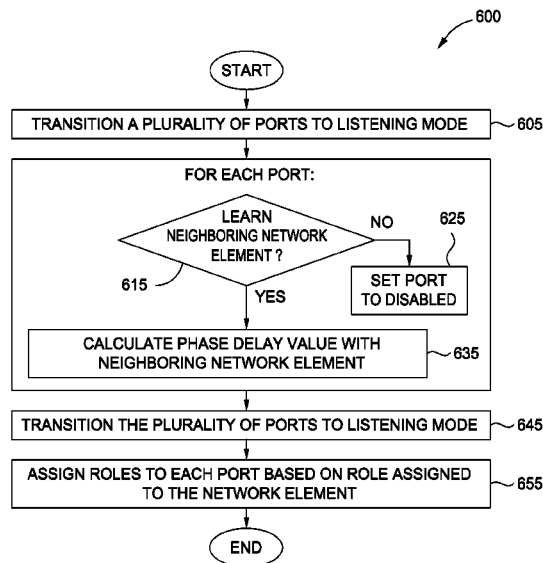 600
START
TRANSITION A PLURALITY OF PORTS TO LISTENING MODE
605
FOR EACH PORT:
LEARN
NEIGHBORING NETWORK
ELEMENT ?
NO
625
615
YES
SET PORT
TO DISABLED
CALCULATE PHASE DELAY VALUE WITH
NEIGHBORING NETWORK ELEMENT
635
TRANSITION THE PLURALITY OF PORTS TO LISTENING MODE
645
ASSIGN ROLES TO EACH PORT BASED ON ROLE ASSIGNED
TO THE NETWORK ELEMENT
655
END